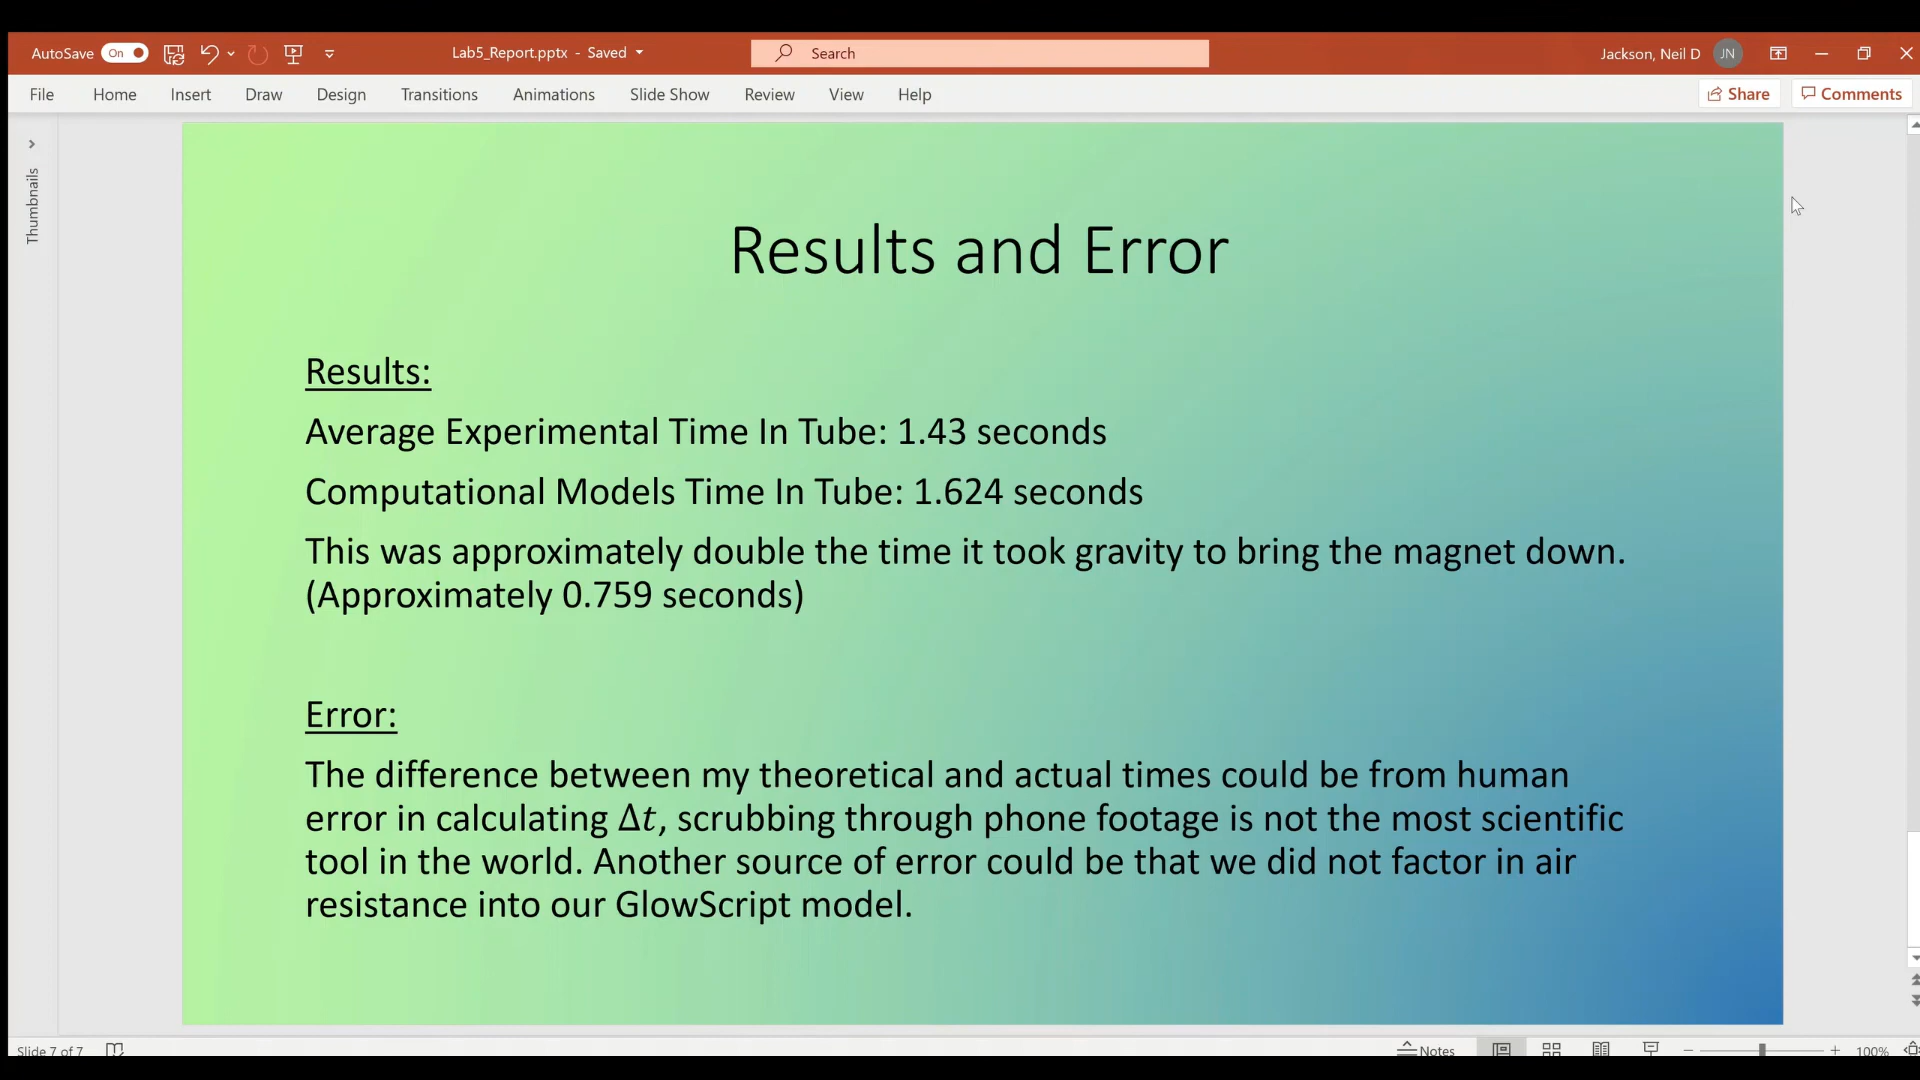 AutoSave On Lab5_Report.pptx - Saved Search Jackson, Neil D JN
File Home Insert Draw Design Transitions Animations Slide Show Review View Help Share Comments
Thumbnails
Results and Error
Results:
Average Experimental Time In Tube: 1.43 seconds
Computational Models Time In Tube: 1.624 seconds
This was approximately double the time it took gravity to bring the magnet down.
(Approximately 0.759 seconds)
Error:
The difference between my theoretical and actual times could be from human
error in calculating Δt, scrubbing through phone footage is not the most scientific
tool in the world. Another source of error could be that we did not factor in air
resistance into our GlowScript model.
Slide 7 of 7 Notes 100%